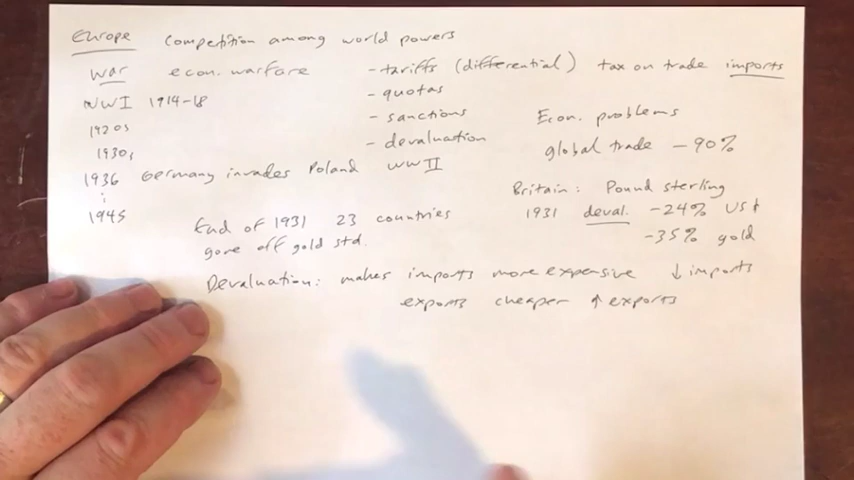 Europe Competition among world powers
war econ. warfare - tariffs (differential) tax on trade imports
WWI 1914-18 - quotas
1920s - sanctions Econ. problems
1930s - devaluation global trade -90%
1936 Germany invades Poland WWII
: Britain: Pound sterling
1945 1931 deval. -24% US$
End of 1931 23 countries -35% gold
gone off gold std.
Devaluation: makes imports more expensive ↓ imports
exports cheaper ↑ exports